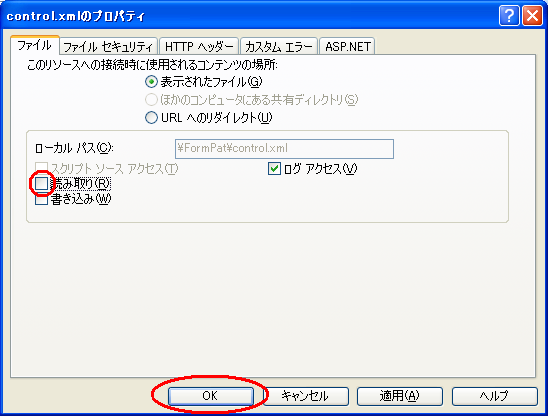 control.xmlのプロパティ
ファイル ファイル セキュリティ HTTP ヘッダー カスタム エラー ASP.NET
このリソースへの接続時に使用されるコンテンツの場所:
表示されたファイル(G)
ほかのコンピュータにある共有ディレクトリ(S)
URL へのリダイレクト(U)
ローカル パス(C): ¥FormPat¥control.xml
スクリプト ソース アクセス(T) ログ アクセス(V)
読み取り(R)
書き込み(W)
OK キャンセル 適用(A) ヘルプ